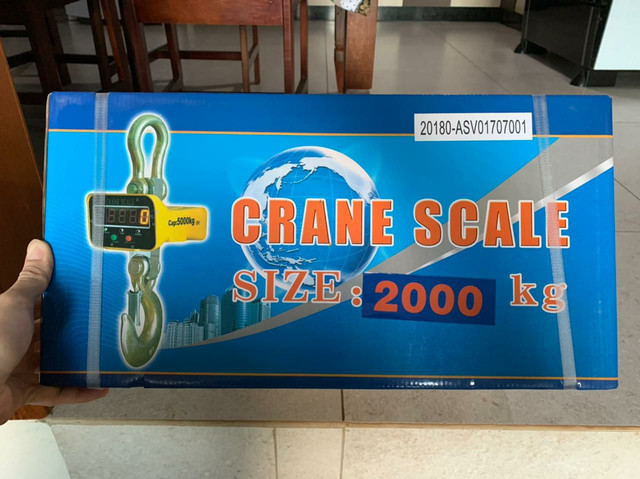 20180-ASV01707001
Cap:5000kg
CRANE SCALE
SIZE: 2000 kg